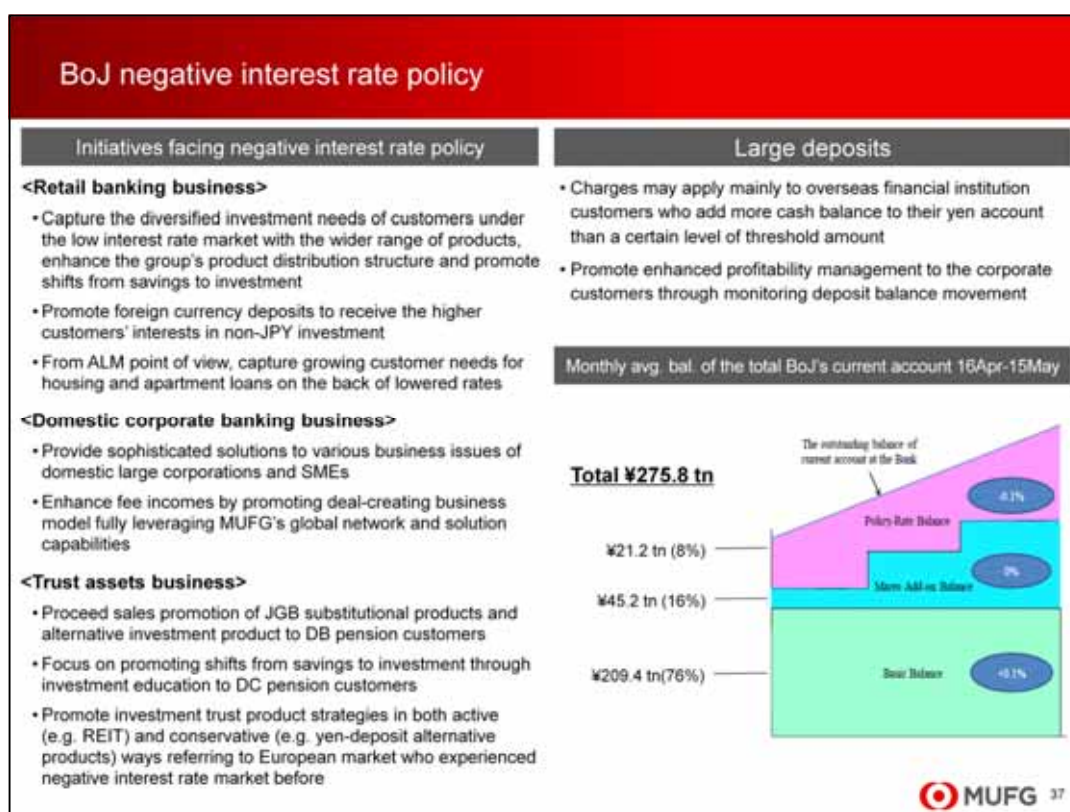 BoJ negative interest rate policy
Initiatives facing negative interest rate policy
<Retail banking business>
• Capture the diversified investment needs of customers under
the low interest rate market with the wider range of products,
enhance the group's product distribution structure and promote
shifts from savings to investment
• Promote foreign currency deposits to receive the higher
customers' interests in non-JPY investment
• From ALM point of view, capture growing customer needs for
housing and apartment loans on the back of lowered rates
<Domestic corporate banking business>
• Provide sophisticated solutions to various business issues of
domestic large corporations and SMEs
• Enhance fee incomes by promoting deal-creating business
model fully leveraging MUFG's global network and solution
capabilities
<Trust assets business>
• Proceed sales promotion of JGB substitutional products and
alternative investment product to DB pension customers
• Focus on promoting shifts from savings to investment through
investment education to DC pension customers
• Promote investment trust product strategies in both active
(e.g. REIT) and conservative (e.g. yen-deposit alternative
products) ways referring to European market who experienced
negative interest rate market before
Large deposits
• Charges may apply mainly to overseas financial institution
customers who add more cash balance to their yen account
than a certain level of threshold amount
• Promote enhanced profitability management to the corporate
customers through monitoring deposit balance movement
Monthly avg. bal. of the total BoJ's current account 16Apr-15May
The outstanding balance of
current account at the Bank
Total ¥275.8 tn
-0.1%
Policy-Rate Balance
¥21.2 tn (8%)
0%
Macro Add-on Balance
¥45.2 tn (16%)
¥209.4 tn(76%)
Basic Balance
+0.1%
MUFG
37